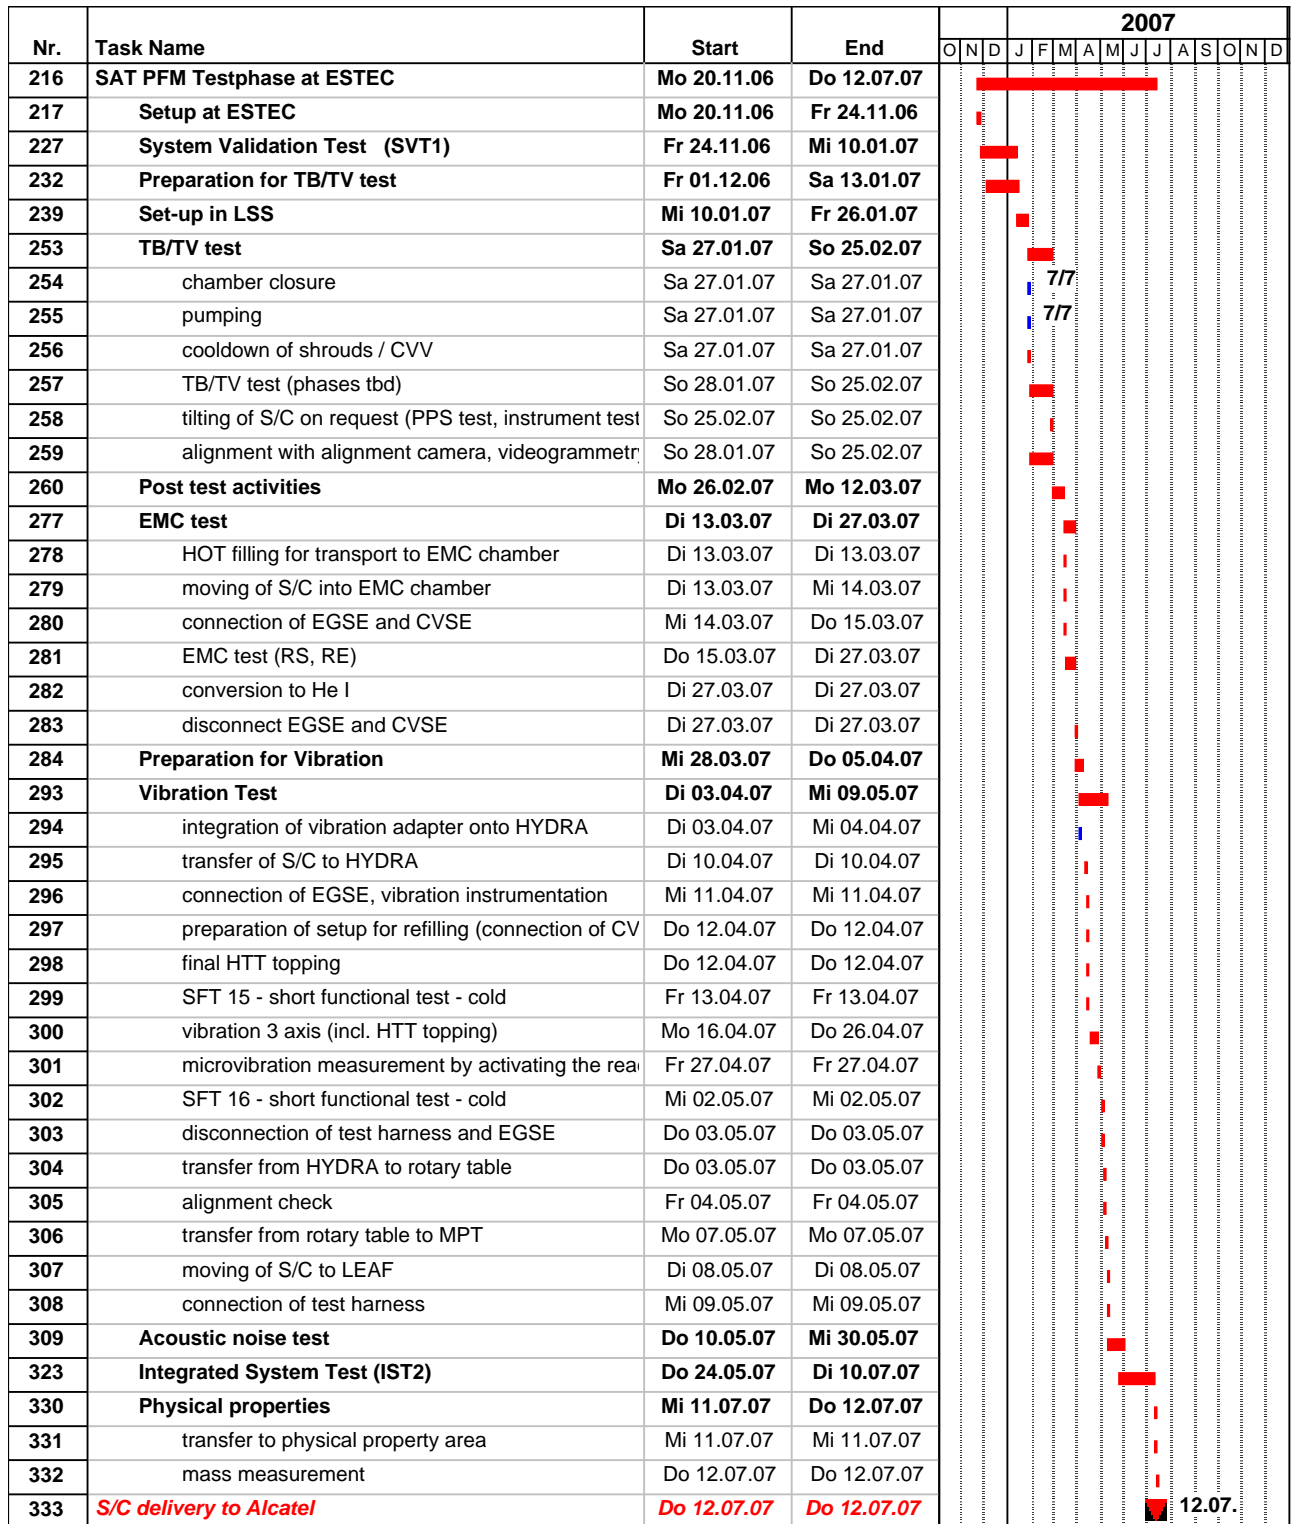 2007
Nr. Task Name Start End O N D J F M A M J J A S O N D
216 SAT PFM Testphase at ESTEC Mo 20.11.06 Do 12.07.07
217 Setup at ESTEC Mo 20.11.06 Fr 24.11.06
227 System Validation Test (SVT1) Fr 24.11.06 Mi 10.01.07
232 Preparation for TB/TV test Fr 01.12.06 Sa 13.01.07
239 Set-up in LSS Mi 10.01.07 Fr 26.01.07
253 TB/TV test Sa 27.01.07 So 25.02.07
254 chamber closure Sa 27.01.07 Sa 27.01.07 7/7
255 pumping Sa 27.01.07 Sa 27.01.07 7/7
256 cooldown of shrouds / CVV Sa 27.01.07 Sa 27.01.07
257 TB/TV test (phases tbd) So 28.01.07 So 25.02.07
258 tilting of S/C on request (PPS test, instrument test So 25.02.07 So 25.02.07
259 alignment with alignment camera, videogrammetr So 28.01.07 So 25.02.07
260 Post test activities Mo 26.02.07 Mo 12.03.07
277 EMC test Di 13.03.07 Di 27.03.07
278 HOT filling for transport to EMC chamber Di 13.03.07 Di 13.03.07
279 moving of S/C into EMC chamber Di 13.03.07 Mi 14.03.07
280 connection of EGSE and CVSE Mi 14.03.07 Do 15.03.07
281 EMC test (RS, RE) Do 15.03.07 Di 27.03.07
282 conversion to He I Di 27.03.07 Di 27.03.07
283 disconnect EGSE and CVSE Di 27.03.07 Di 27.03.07
284 Preparation for Vibration Mi 28.03.07 Do 05.04.07
293 Vibration Test Di 03.04.07 Mi 09.05.07
294 integration of vibration adapter onto HYDRA Di 03.04.07 Mi 04.04.07
295 transfer of S/C to HYDRA Di 10.04.07 Di 10.04.07
296 connection of EGSE, vibration instrumentation Mi 11.04.07 Mi 11.04.07
297 preparation of setup for refilling (connection of CV Do 12.04.07 Do 12.04.07
298 final HTT topping Do 12.04.07 Do 12.04.07
299 SFT 15 - short functional test - cold Fr 13.04.07 Fr 13.04.07
300 vibration 3 axis (incl. HTT topping) Mo 16.04.07 Do 26.04.07
301 microvibration measurement by activating the rea Fr 27.04.07 Fr 27.04.07
302 SFT 16 - short functional test - cold Mi 02.05.07 Mi 02.05.07
303 disconnection of test harness and EGSE Do 03.05.07 Do 03.05.07
304 transfer from HYDRA to rotary table Do 03.05.07 Do 03.05.07
305 alignment check Fr 04.05.07 Fr 04.05.07
306 transfer from rotary table to MPT Mo 07.05.07 Mo 07.05.07
307 moving of S/C to LEAF Di 08.05.07 Di 08.05.07
308 connection of test harness Mi 09.05.07 Mi 09.05.07
309 Acoustic noise test Do 10.05.07 Mi 30.05.07
323 Integrated System Test (IST2) Do 24.05.07 Di 10.07.07
330 Physical properties Mi 11.07.07 Do 12.07.07
331 transfer to physical property area Mi 11.07.07 Mi 11.07.07
332 mass measurement Do 12.07.07 Do 12.07.07
333 S/C delivery to Alcatel Do 12.07.07 Do 12.07.07 12.07.